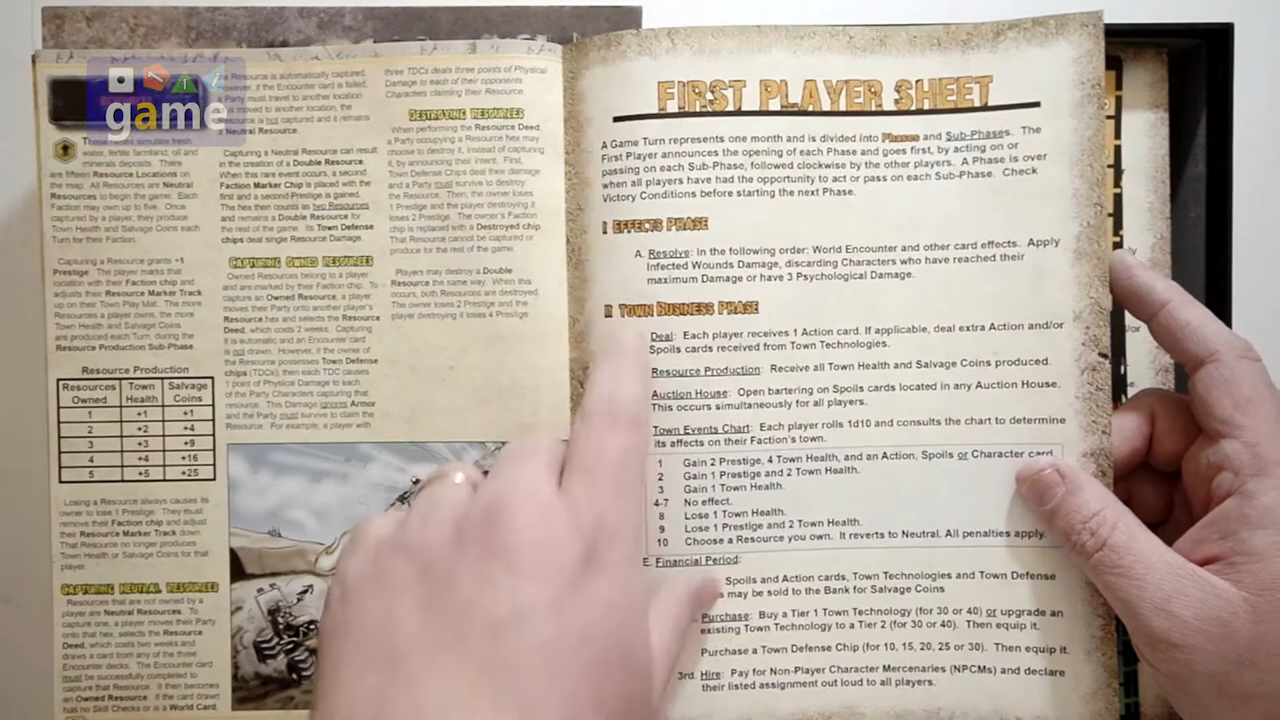 game
These
simulate fresh
water, fertile farmland, oil and
minerals deposits. There
are fifteen Resource Locations on
the map. All Resources are Neutral
Resources to begin the game. Each
Faction may own up to five. Once
captured by a player, they produce
Town Health and Salvage Coins each
Turn for their Faction.
Capturing a Resource grants +1
Prestige. The player marks that
location with their Faction chip and
adjusts their Resource Marker Track
up on their Town Play Mat. The more
Resources a player owns, the more
Town Health and Salvage Coins
are produced each Turn, during the
Resource Production Sub-Phase
Resource Production
Resources Owned Town Health Salvage Coins
1 +1 +1
2 +2 +4
3 +3 +9
4 +4 +16
5 +5 +25
Losing a Resource always causes its
owner to lose 1 Prestige. They must
remove their Faction chip and adjust
their Resource Marker Track down.
That Resource no longer produces
Town Health or Salvage Coins for that
player.
CAPTURING NEUTRAL RESOURCES
Resources that are not owned by a
player are Neutral Resources. To
capture one, a player moves their Party
onto that hex, selects the Resource
Deed, which costs two weeks and
draws a card from any of the three
Encounter decks. The Encounter card
must be successfully completed to
capture that Resource. It then becomes
an Owned Resource. If the card drawn
has no Skill Checks or is a World Card,
the Resource is automatically captured.
However, if the Encounter card is failed,
Party must travel to another location
is moved to another location, the
Resource is not captured and it remains
a Neutral Resource.
Capturing a Neutral Resource can result
in the creation of a Double Resource.
When this rare event occurs, a second
Faction Marker Chip is placed with the
first and a second Prestige is gained.
The hex then counts as two Resources
and remains a Double Resource for
the rest of the game. Its Town Defense
chips deal single Resource Damage.
CAPTURING OWNED RESOURCES
Owned Resources belong to a player
and are marked by their Faction chip. To
capture an Owned Resource, a player
moves their Party onto another player's
Resource hex and selects the Resource
Deed, which costs 2 weeks. Capturing
it is automatic and an Encounter card
is not drawn. However, if the owner of
the Resource possesses Town Defense
chips (TDCs), then each TDC causes
1 point of Physical Damage to each
of the Party Characters capturing that
resource. This Damage ignores Armor
and the Party must survive to claim the
Resource. For example, a player with
three TDCs deals three points of Physical
Damage to each of their opponents
Characters claiming their Resource.
DESTROYING RESOURCES
When performing the Resource Deed,
a Party occupying a Resource hex may
choose to destroy it, instead of capturing
it, by announcing their intent. First,
Town Defense Chips deal their damage
and a Party must survive to destroy
the Resource. Then, the owner loses
1 Prestige and the player destroying it
loses 2 Prestige. The owner's Faction
chip is replaced with a Destroyed chip.
That Resource cannot be captured or
produce for the rest of the game.
Players may destroy a Double
Resource the same way. When this
occurs, both Resources are destroyed.
The owner loses 2 Prestige and the
player destroying it loses 4 Prestige.
FIRST PLAYER SHEET
A Game Turn represents one month and is divided into Phases and Sub-Phases. The
First Player announces the opening of each Phase and goes first, by acting on or
passing on each Sub-Phase, followed clockwise by the other players. A Phase is over
when all players have had the opportunity to act or pass on each Sub-Phase. Check
Victory Conditions before starting the next Phase.
I EFFECTS PHASE
A. Resolve: In the following order: World Encounter and other card effects. Apply
Infected Wounds Damage, discarding Characters who have reached their
maximum Damage or have 3 Psychological Damage.
II TOWN BUSINESS PHASE
Deal: Each player receives 1 Action card. If applicable, deal extra Action and/or
Spoils cards received from Town Technologies.
Resource Production: Receive all Town Health and Salvage Coins produced.
Auction House: Open bartering on Spoils cards located in any Auction House.
This occurs simultaneously for all players.
Town Events Chart: Each player rolls 1d10 and consults the chart to determine
its affects on their Faction's town.
1 Gain 2 Prestige, 4 Town Health, and an Action, Spoils or Character card.
2 Gain 1 Prestige and 2 Town Health.
3 Gain 1 Town Health.
4-7 No effect.
8 Lose 1 Town Health.
9 Lose 1 Prestige and 2 Town Health.
10 Choose a Resource you own. It reverts to Neutral. All penalties apply.
E. Financial Period:
Spoils and Action cards, Town Technologies and Town Defense
may be sold to the Bank for Salvage Coins
Purchase: Buy a Tier 1 Town Technology (for 30 or 40) or upgrade an
existing Town Technology to a Tier 2 (for 30 or 40). Then equip it.
Purchase a Town Defense Chip (for 10, 15, 20, 25 or 30). Then equip it.
3rd. Hire: Pay for Non-Player Character Mercenaries (NPCMs) and declare
their listed assignment out loud to all players.